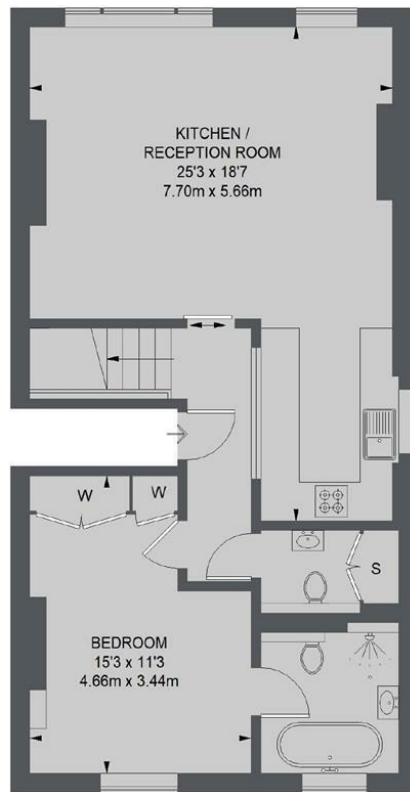 KITCHEN /
RECEPTION ROOM
25'3 x 18'7
7.70m x 5.66m
W
W
S
BEDROOM
15'3 x 11'3
4.66m x 3.44m